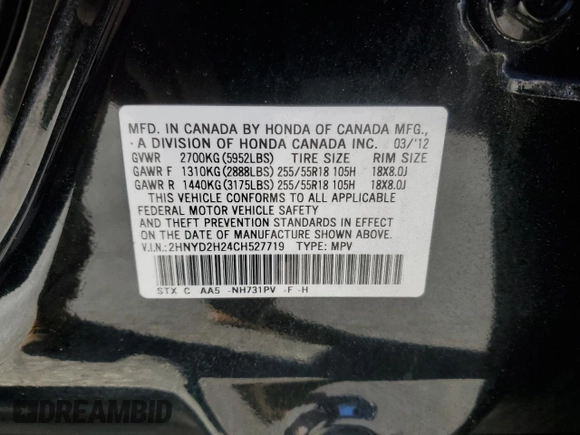 MFD. IN CANADA BY HONDA OF CANADA MFG.,
A DIVISION OF HONDA CANADA INC. 03/'12
GVWR 2700KG(5952LBS) TIRE SIZE RIM SIZE
GAWR F 1310KG(2888LBS) 255/55R18 105H 18X8.0J
GAWR R 1440KG(3175LBS) 255/55R18 105H 18X8.0J
THIS VEHICLE CONFORMS TO ALL APPLICABLE
FEDERAL MOTOR VEHICLE SAFETY
AND THEFT PREVENTION STANDARDS IN EFFECT
ON THE DATE OF MANUFACTURE SHOWN ABOVE.
V.I.N.: 2HNYD2H24CH527719 TYPE: MPV
STX C AA5 -NH731PV -F -H
DREAMBID